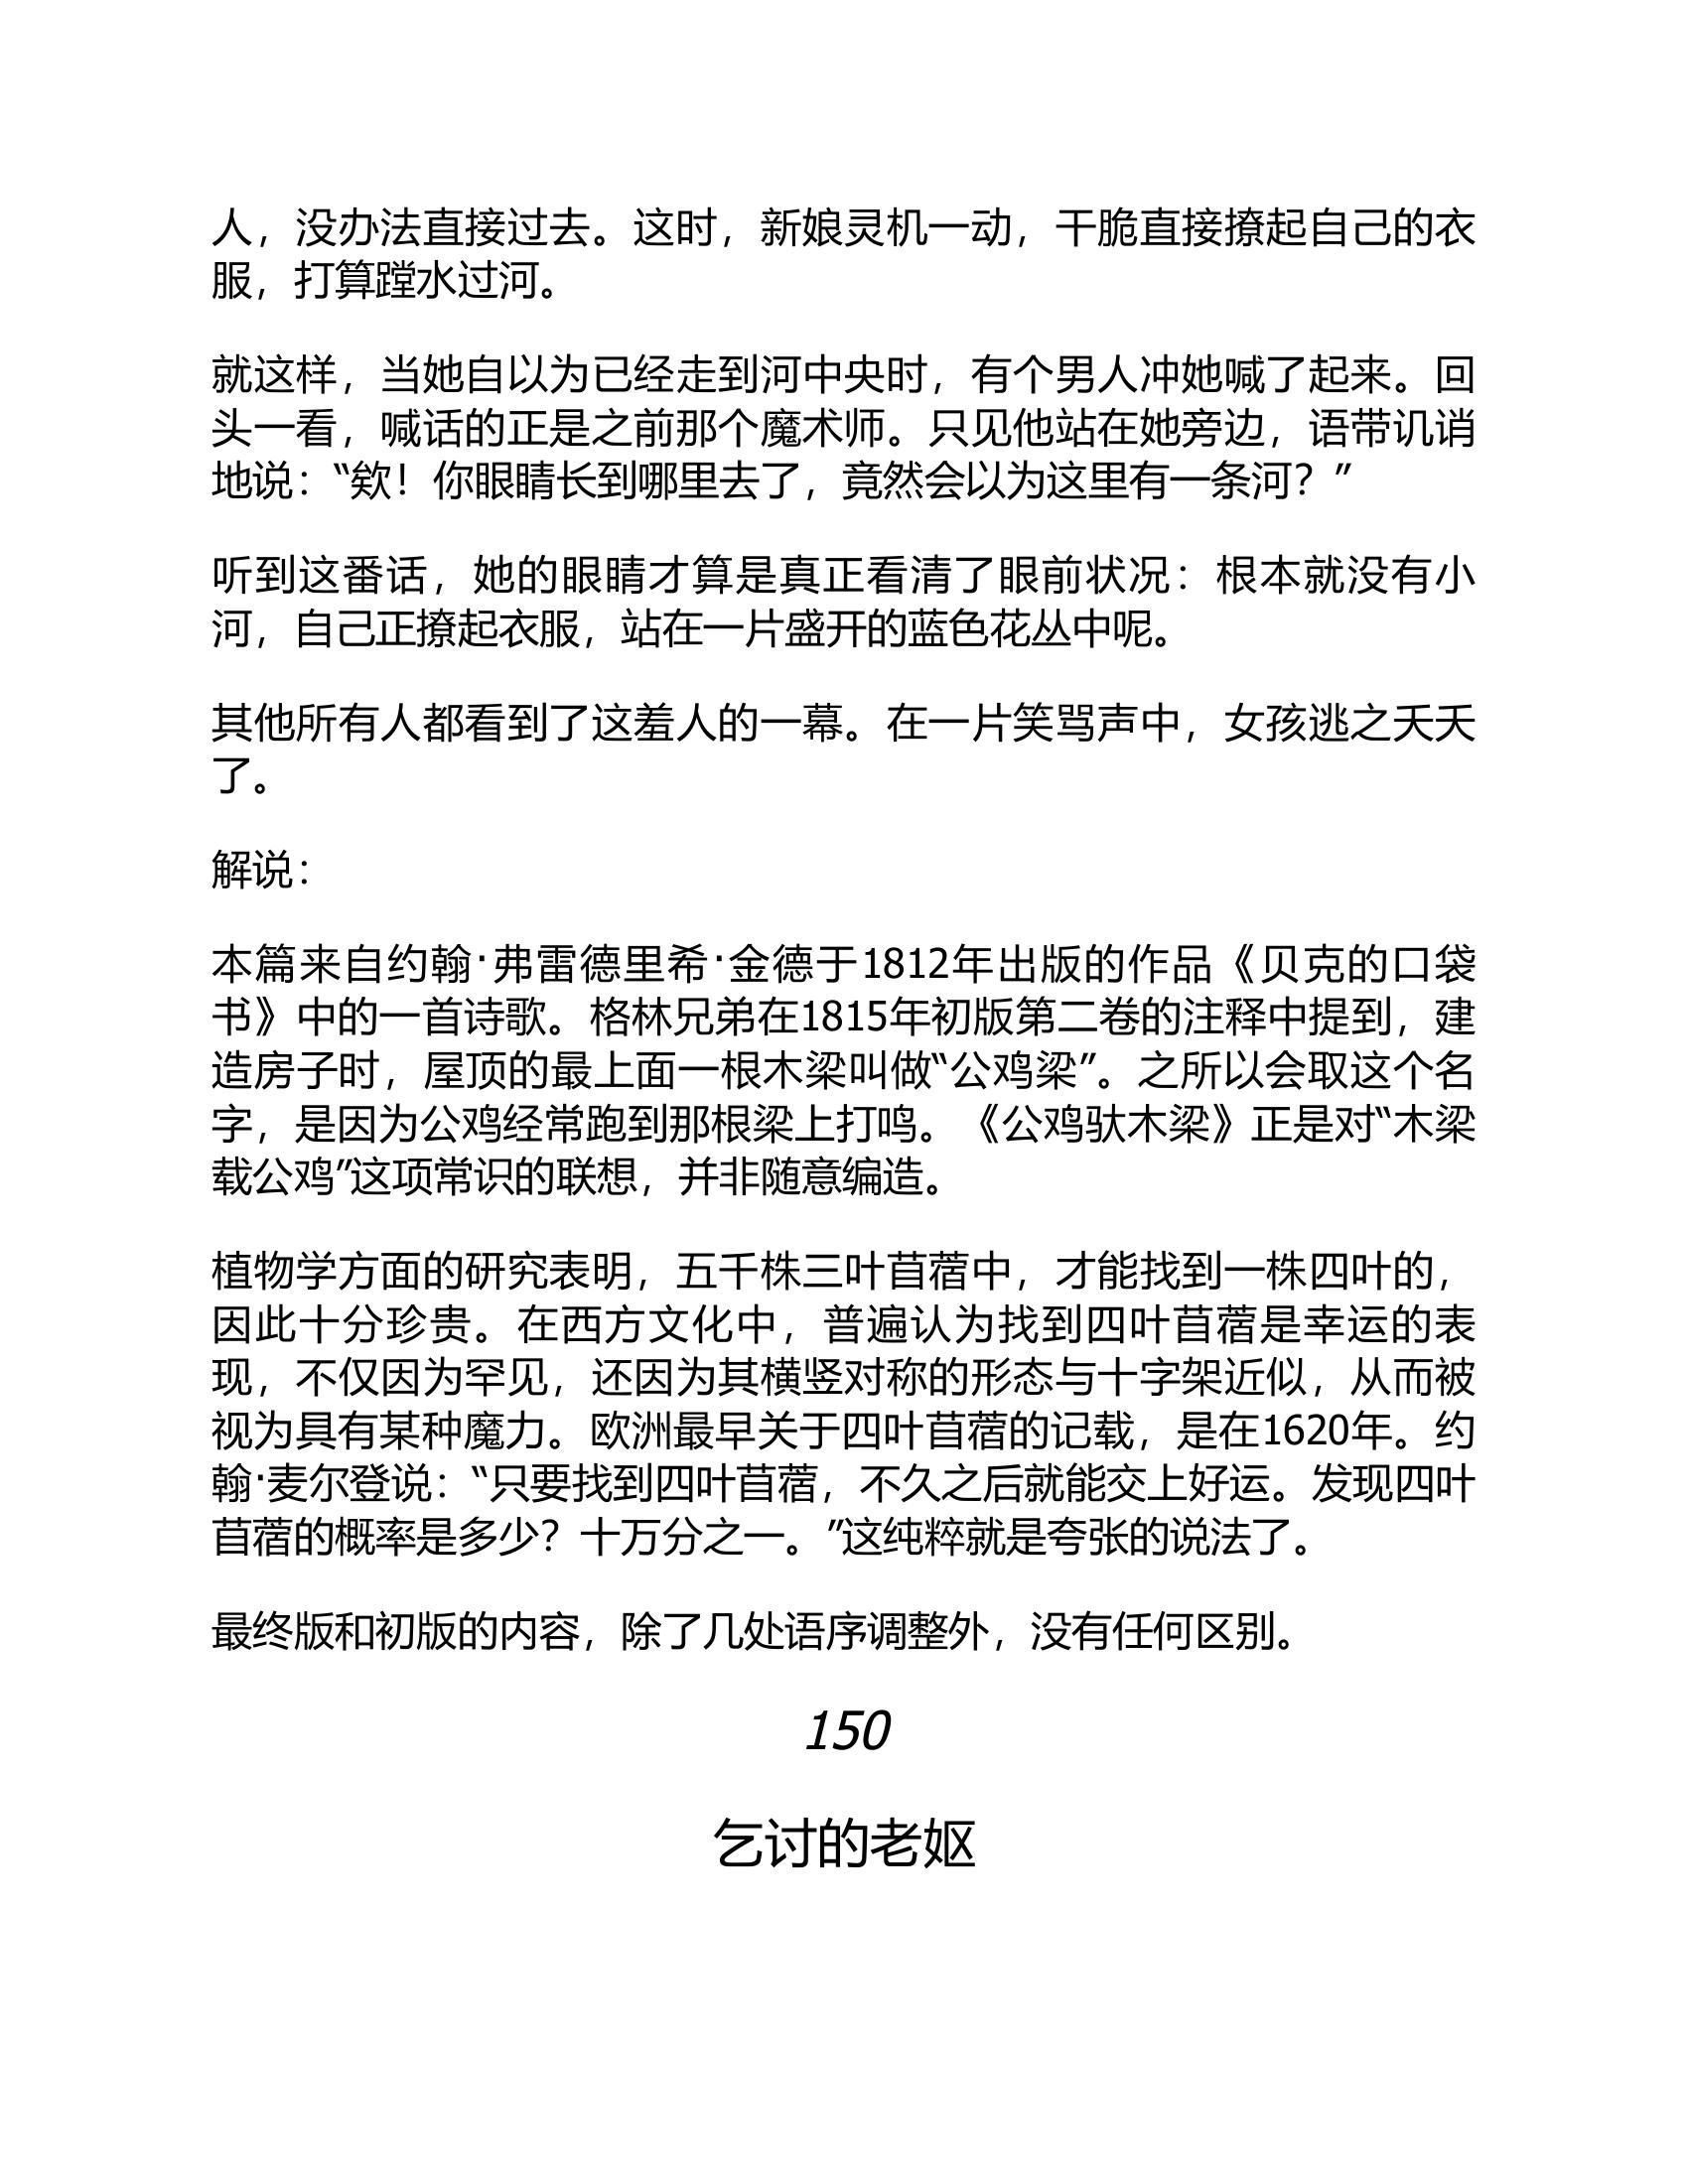 人，没办法直接过去。这时，新娘灵机一动，干脆直接撩起自己的衣
服，打算蹚水过河。
就这样，当她自以为已经走到河中央时，有个男人冲她喊了起来。回
头一看，喊话的正是之前那个魔术师。只见他站在她旁边，语带讥诮
地说：“欸！你眼睛长到哪里去了，竟然会以为这里有一条河？”
听到这番话，她的眼睛才算是真正看清了眼前状况：根本就没有小
河，自己正撩起衣服，站在一片盛开的蓝色花丛中呢。
其他所有人都看到了这羞人的一幕。在一片笑骂声中，女孩逃之夭夭
了。
解说：
本篇来自约翰·弗雷德里希·金德于1812年出版的作品《贝克的口袋
书》中的一首诗歌。格林兄弟在1815年初版第二卷的注释中提到，建
造房子时，屋顶的最上面一根木梁叫做“公鸡梁”。之所以会取这个名
字，是因为公鸡经常跑到那根梁上打鸣。《公鸡驮木梁》正是对“木梁
载公鸡”这项常识的联想，并非随意编造。
植物学方面的研究表明，五千株三叶苜蓿中，才能找到一株四叶的，
因此十分珍贵。在西方文化中，普遍认为找到四叶苜蓿是幸运的表
现，不仅因为罕见，还因为其横竖对称的形态与十字架近似，从而被
视为具有某种魔力。欧洲最早关于四叶苜蓿的记载，是在1620年。约
翰·麦尔登说：“只要找到四叶苜蓿，不久之后就能交上好运。发现四叶
苜蓿的概率是多少？十万分之一。”这纯粹就是夸张的说法了。
最终版和初版的内容，除了几处语序调整外，没有任何区别。
150
乞讨的老妪